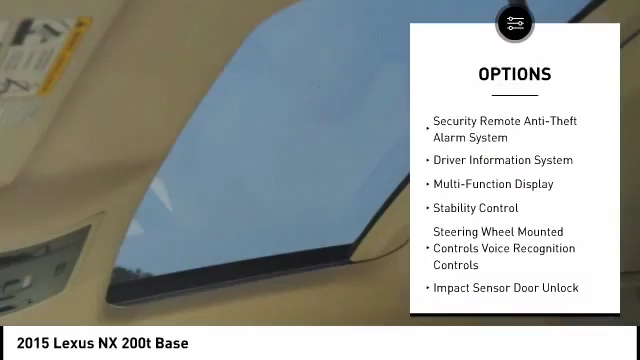 OPTIONS
• Security Remote Anti-Theft
Alarm System
• Driver Information System
• Multi-Function Display
• Stability Control
Steering Wheel Mounted
• Controls Voice Recognition
Controls
• Impact Sensor Door Unlock
2015 Lexus NX 200t Base